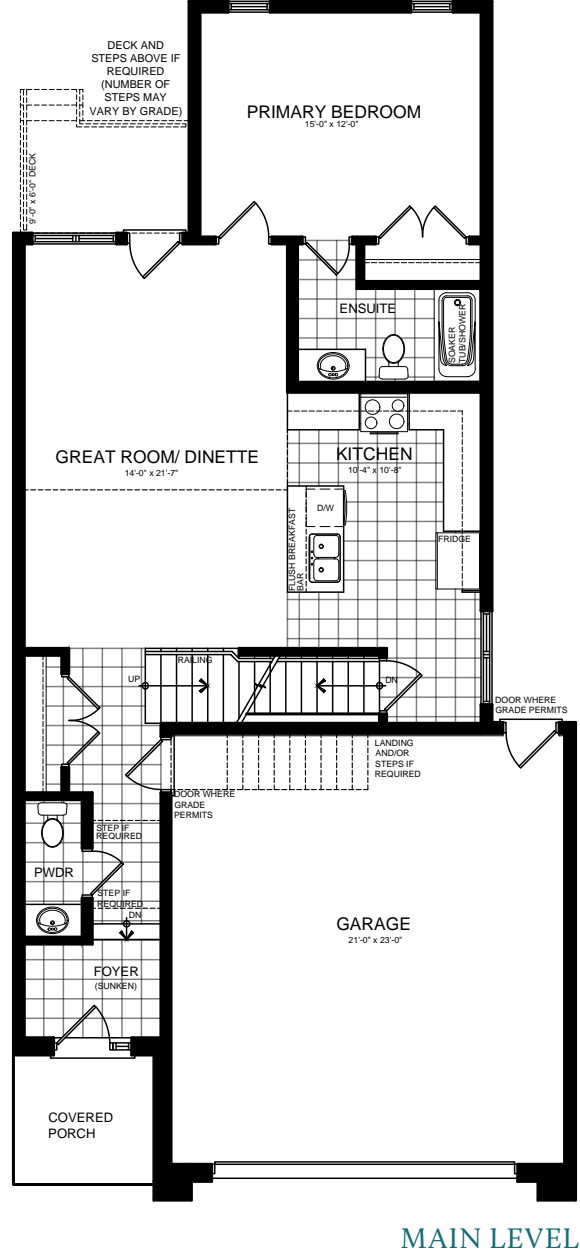 DECK AND
STEPS ABOVE IF
REQUIRED
(NUMBER OF
STEPS MAY
VARY BY GRADE)
PRIMARY BEDROOM
15'-0" x 12'-0"
9'-0" x 6'-0" DECK
ENSUITE
SOAKER
TUB/SHOWER
GREAT ROOM/ DINETTE
14'-0" x 21'-7"
KITCHEN
10'-4" x 10'-8"
D/W
FLUSH BREAKFAST
BAR
FRIDGE
RAILING
UP
DN
DOOR WHERE
GRADE PERMITS
LANDING
AND/OR
STEPS IF
REQUIRED
DOOR WHERE
GRADE
PERMITS
STEP IF
REQUIRED
PWDR
STEP IF
REQUIRED
DN
GARAGE
21'-0" x 23'-0"
FOYER
(SUNKEN)
COVERED
PORCH
MAIN LEVEL